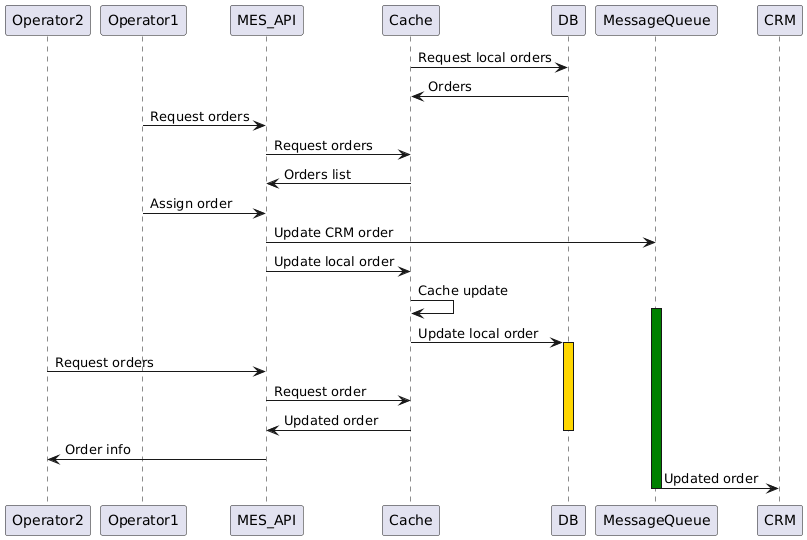 Operator2 Operator1 MES_API Cache DB MessageQueue CRM
Request local orders
Orders
Request orders
Request orders
Orders list
Assign order
Update CRM order
Update local order
Cache update
Update local order
Request orders
Request order
Updated order
Order info
Updated order
Operator2 Operator1 MES_API Cache DB MessageQueue CRM